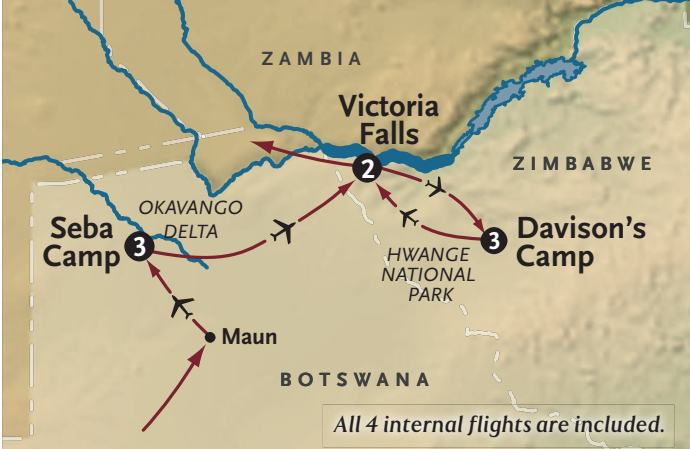 ZAMBIA
Victoria
Falls
2
ZIMBABWE
OKAVANGO
DELTA
Seba
Camp
3
3
Davison's
Camp
HWANGE
NATIONAL
PARK
Maun
BOTSWANA
All 4 internal flights are included.